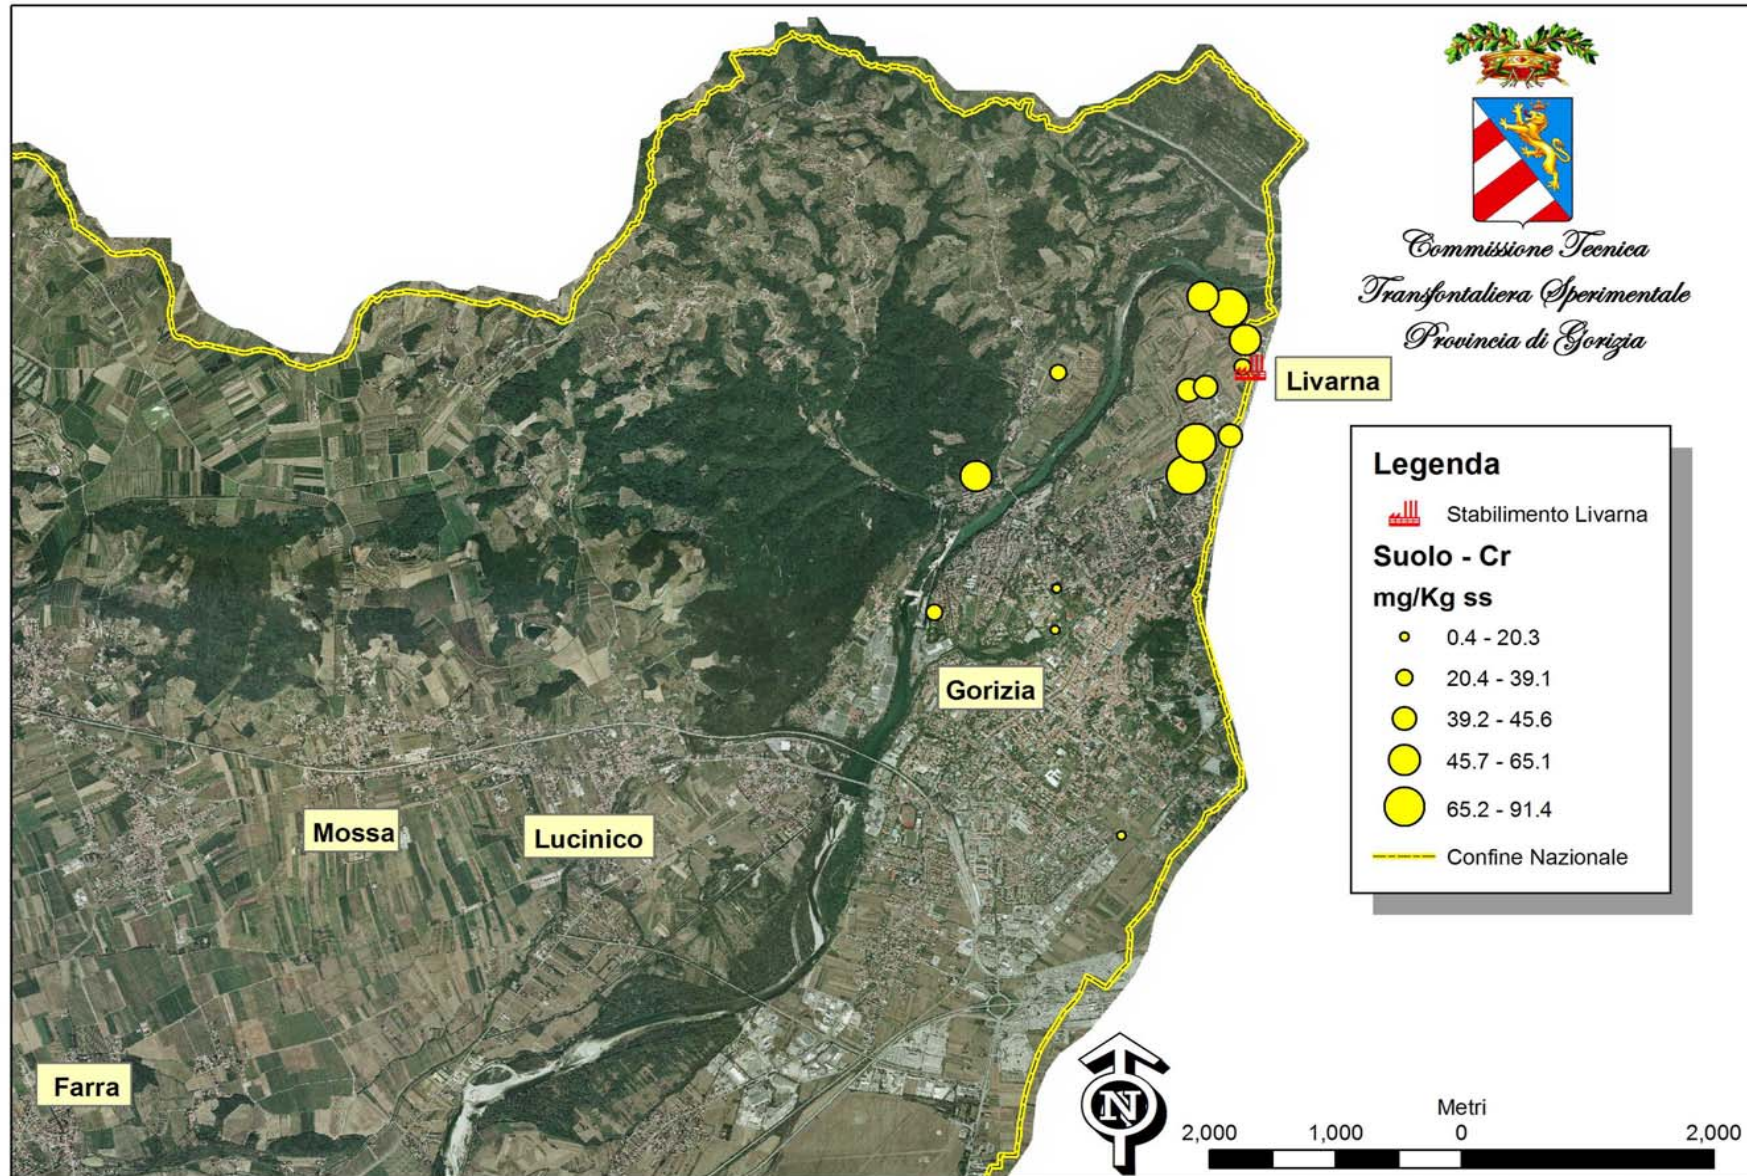 Commissione Tecnica
Transfontaliera Sperimentale
Provincia di Gorizia
Livarna
Legenda
Stabilimento Livarna
Suolo - Cr
mg/Kg ss
0.4 - 20.3
20.4 - 39.1
39.2 - 45.6
45.7 - 65.1
65.2 - 91.4
Confine Nazionale
Gorizia
Mossa
Lucinico
Farra
N
Metri
2,000 1,000 0 2,000